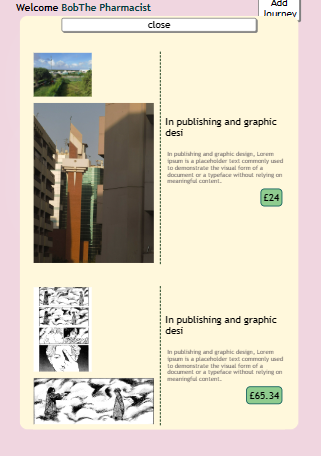 Welcome BobThe Pharmacist
Add
Journey
close
In publishing and graphic
desi
In publishing and graphic design, Lorem
ipsum is a placeholder text commonly used
to demonstrate the visual form of a
document or a typeface without relying on
meaningful content.
£24
In publishing and graphic
desi
In publishing and graphic design, Lorem
ipsum is a placeholder text commonly used
to demonstrate the visual form of a
document or a typeface without relying on
meaningful content.
£65.34